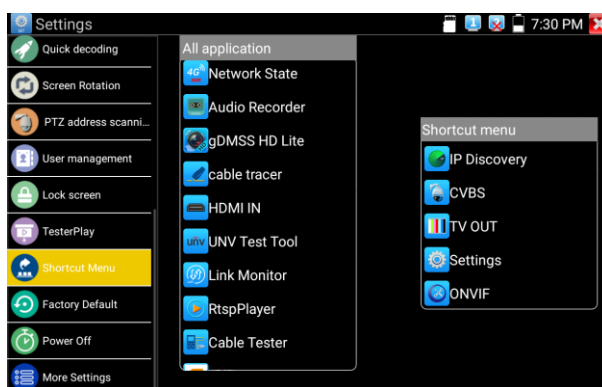 Settings
7:30 PM
Quick decoding
Screen Rotation
PTZ address scanni...
User management
Lock screen
TesterPlay
Shortcut Menu
Factory Default
Power Off
More Settings
All application
4G
Network State
Audio Recorder
gDMSS HD Lite
cable tracer
HDMI IN
unv
UNV Test Tool
Link Monitor
RtspPlayer
Cable Tester
Shortcut menu
IP Discovery
CVBS
TV OUT
Settings
ONVIF